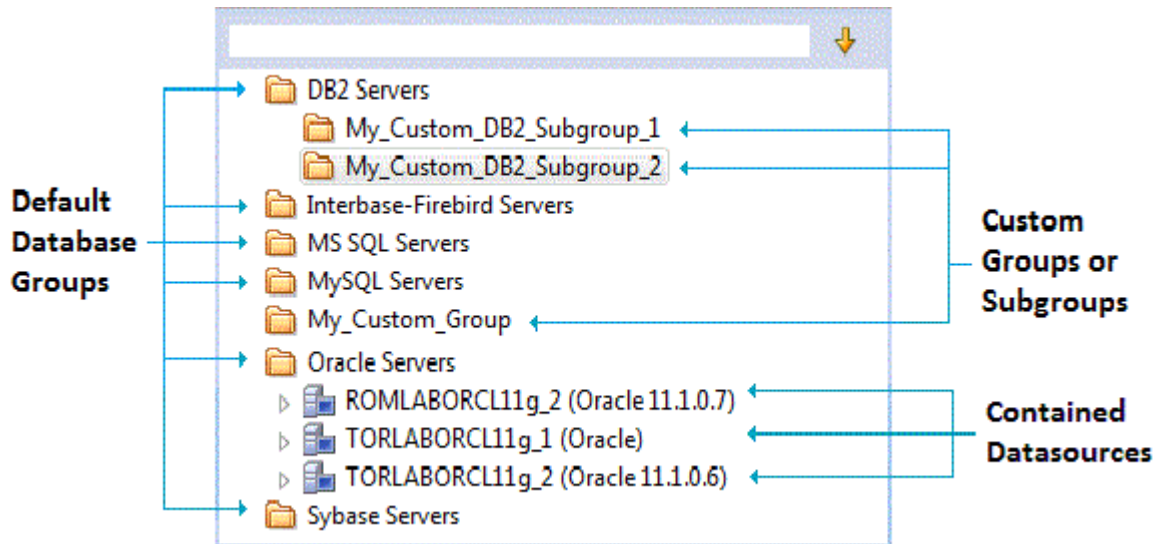 DB2 Servers
My_Custom_DB2_Subgroup_1
My_Custom_DB2_Subgroup_2
Interbase-Firebird Servers
MS SQL Servers
MySQL Servers
My_Custom_Group
Oracle Servers
ROMLABORCL11g_2 (Oracle 11.1.0.7)
TORLABORCL11g_1 (Oracle)
TORLABORCL11g_2 (Oracle 11.1.0.6)
Sybase Servers
Default
Database
Groups
Custom
Groups or
Subgroups
Contained
Datasources